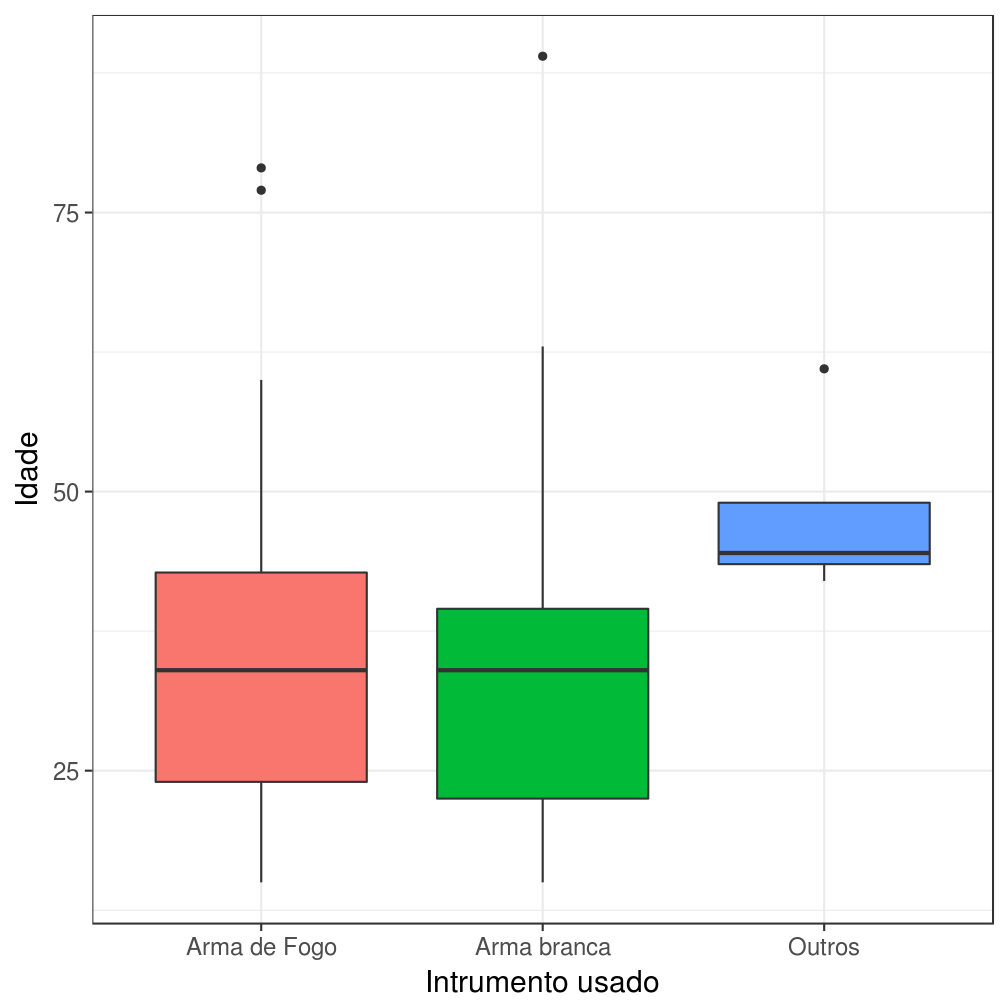 75
50
25
Idade
Arma de Fogo
Arma branca
Outros
Intrumento usado